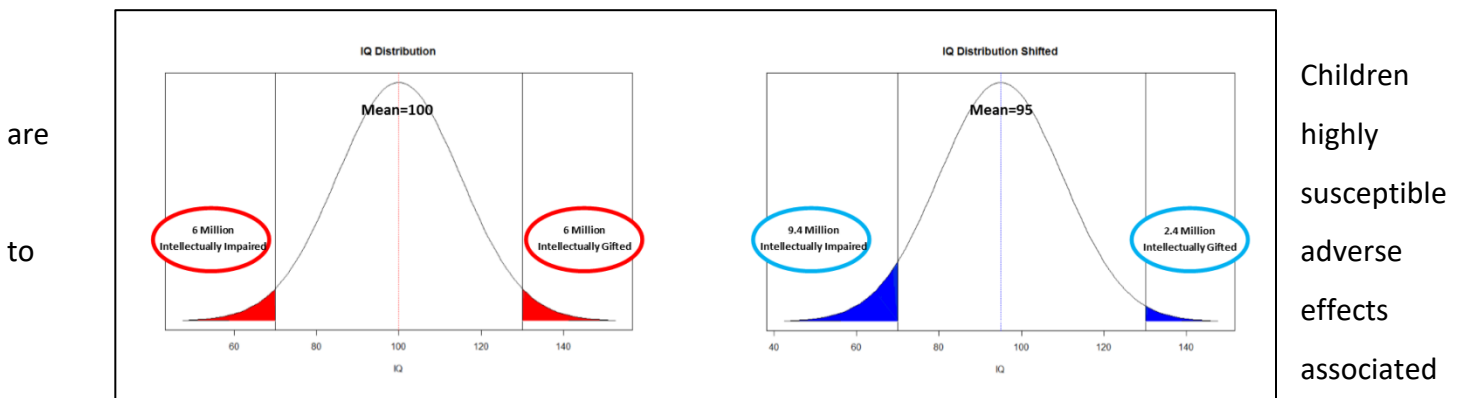 IQ Distribution
Mean=100
6 Million
Intellectually Impaired
6 Million
Intellectually Gifted
60 80 100 120 140
IQ
IQ Distribution Shifted
Mean=95
9.4 Million
Intellectually Impaired
2.4 Million
Intellectually Gifted
40 60 80 100 120 140
IQ
Children
are highly
susceptible
to adverse
effects
associated